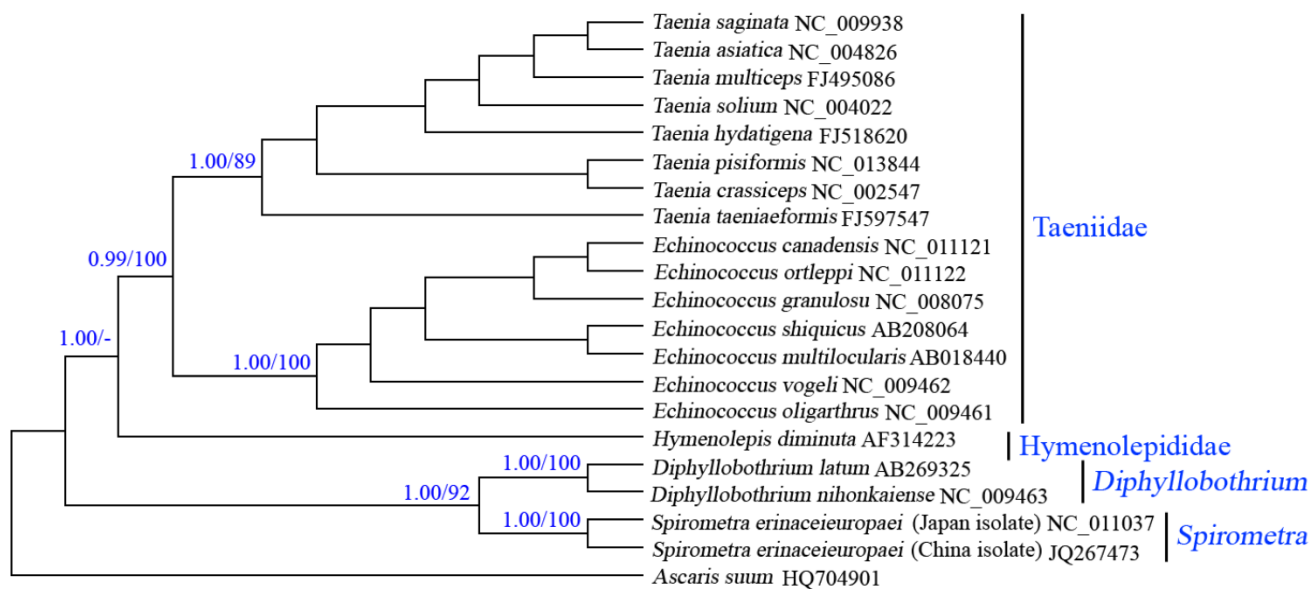 Taenia saginata NC_009938
Taenia asiatica NC_004826
Taenia multiceps FJ495086
Taenia solium NC_004022
Taenia hydatigena FJ518620
1.00/89
Taenia pisiformis NC_013844
Taenia crassiceps NC_002547
Taenia taeniaeformis FJ597547
Taeniidae
Echinococcus canadensis NC_011121
0.99/100
Echinococcus ortleppi NC_011122
Echinococcus granulosu NC_008075
Echinococcus shiquicus AB208064
1.00/-
Echinococcus multilocularis AB018440
1.00/100
Echinococcus vogeli NC_009462
Echinococcus oligarthrus NC_009461
Hymenolepis diminuta AF314223
Hymenolepididae
1.00/100
Diphyllobothrium latum AB269325
Diphyllobothrium
1.00/92
Diphyllobothrium nihonkaiense NC_009463
1.00/100
Spirometra erinaceieuropaei (Japan isolate) NC_011037
Spirometra
Spirometra erinaceieuropaei (China isolate) JQ267473
Ascaris suum HQ704901